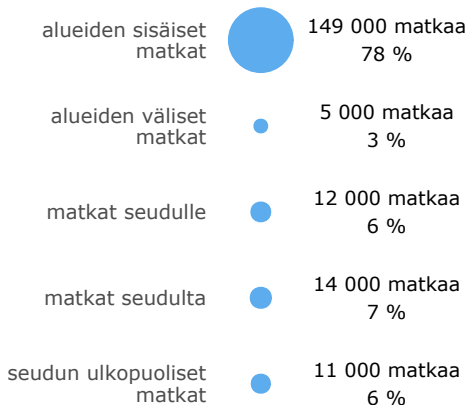 alueiden sisäiset
matkat
149 000 matkaa
78 %
alueiden väliset
matkat
5 000 matkaa
3 %
matkat seudulle
12 000 matkaa
6 %
matkat seudulta
14 000 matkaa
7 %
seudun ulkopuoliset
matkat
11 000 matkaa
6 %